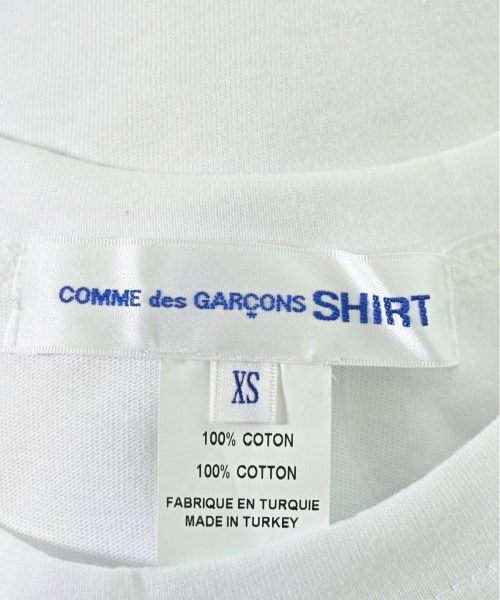 COMME des GARÇONS SHIRT
XS
100% COTON
100% COTTON
FABRIQUE EN TURQUIE
MADE IN TURKEY